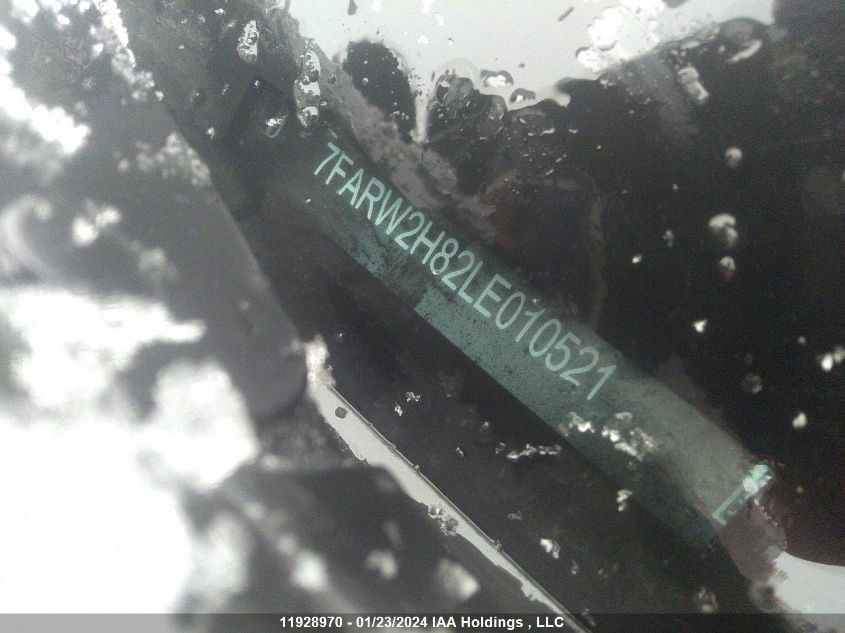 7FARW2H82LE010521
11928970 - 01/23/2024 IAA Holdings , LLC